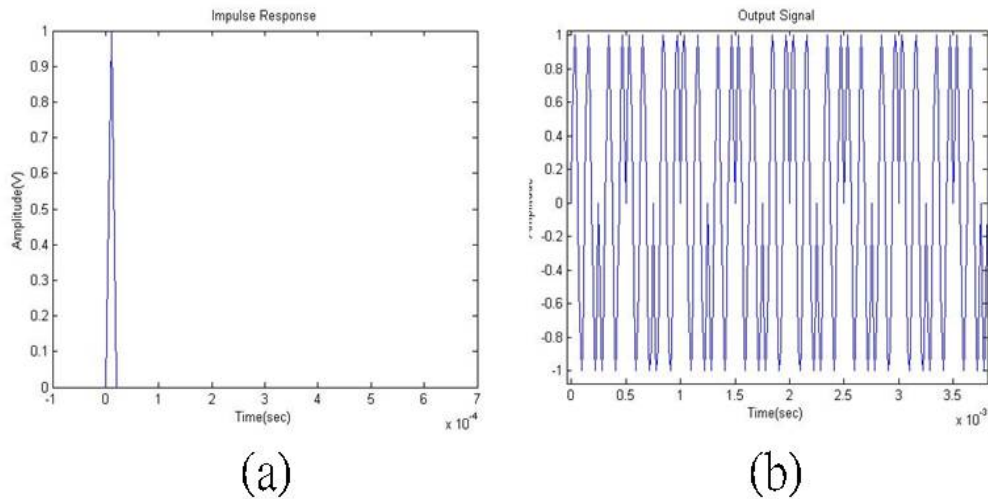 Impulse Response
1
0.9
0.8
0.7
0.6
0.5
0.4
0.3
0.2
0.1
0
Amplitude(V)
-1 0 1 2 3 4 5 6 7
Time(sec)
x 10⁻⁴
(a)
Output Signal
1
0.8
0.6
0.4
0.2
0
-0.2
-0.4
-0.6
-0.8
-1
0 0.5 1 1.5 2 2.5 3 3.5
Time(sec)
x 10⁻³
(b)